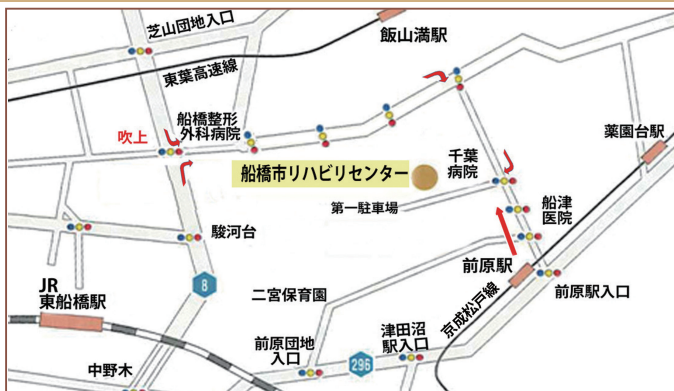 芝山団地入口
飯山満駅
東葉高速線
船橋整形
外科病院
吹上
薬園台駅
千葉
病院
船橋市リハビリセンター
第一駐車場
船津
医院
駿河台
前原駅
8
前原駅入口
JR
東船橋駅
二宮保育園
京成松戸線
津田沼
駅入口
前原団地
入口
296
中野木